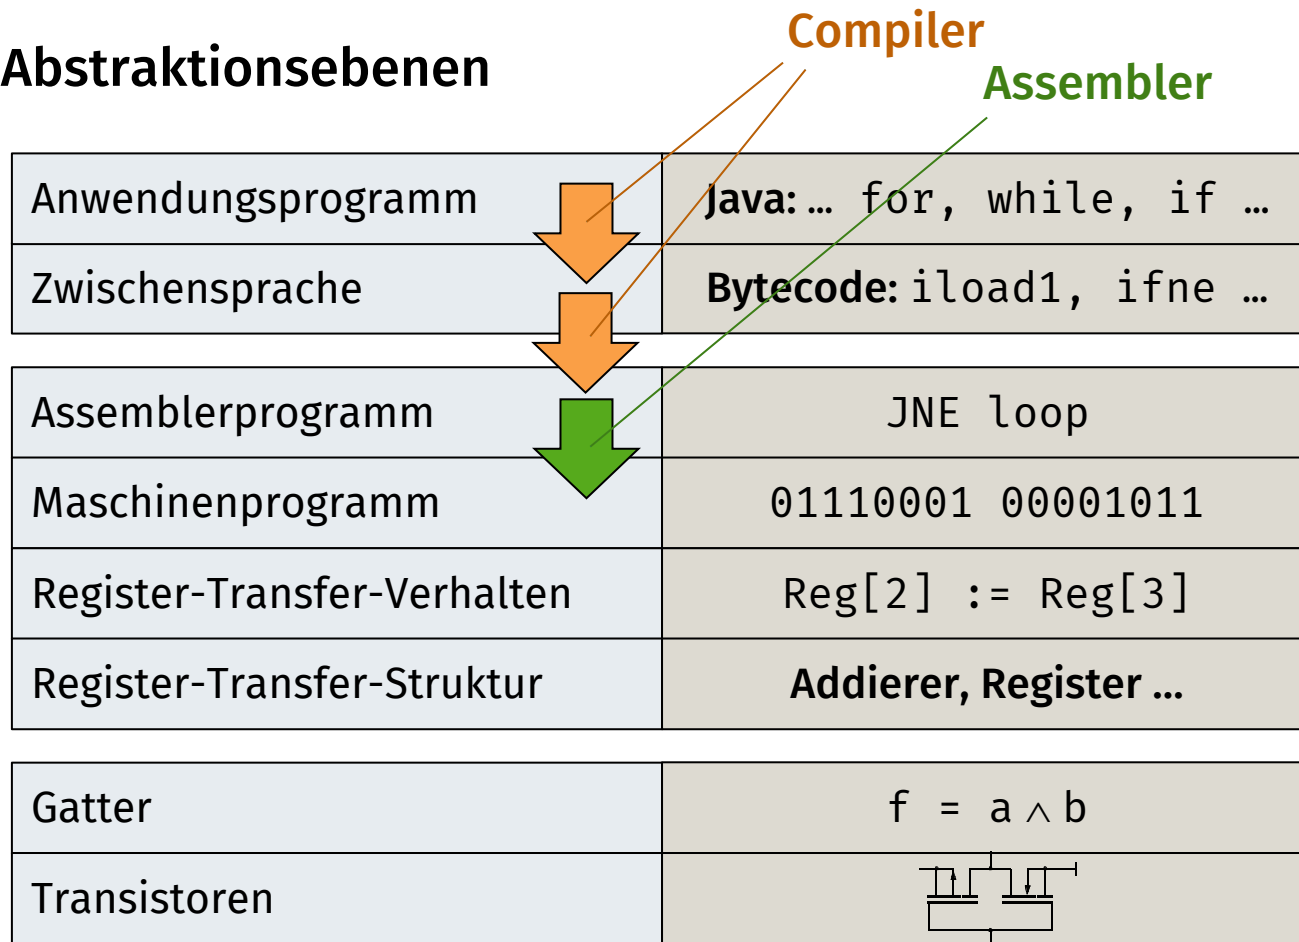 Compiler
Abstraktionsebenen
Assembler
Anwendungsprogramm
Java: … for, while, if …
Zwischensprache
Bytecode: iload1, ifne …
Assemblerprogramm
JNE loop
Maschinenprogramm
01110001 00001011
Register-Transfer-Verhalten
Reg[2] := Reg[3]
Register-Transfer-Struktur
Addierer, Register …
Gatter
f = a ∧ b
Transistoren